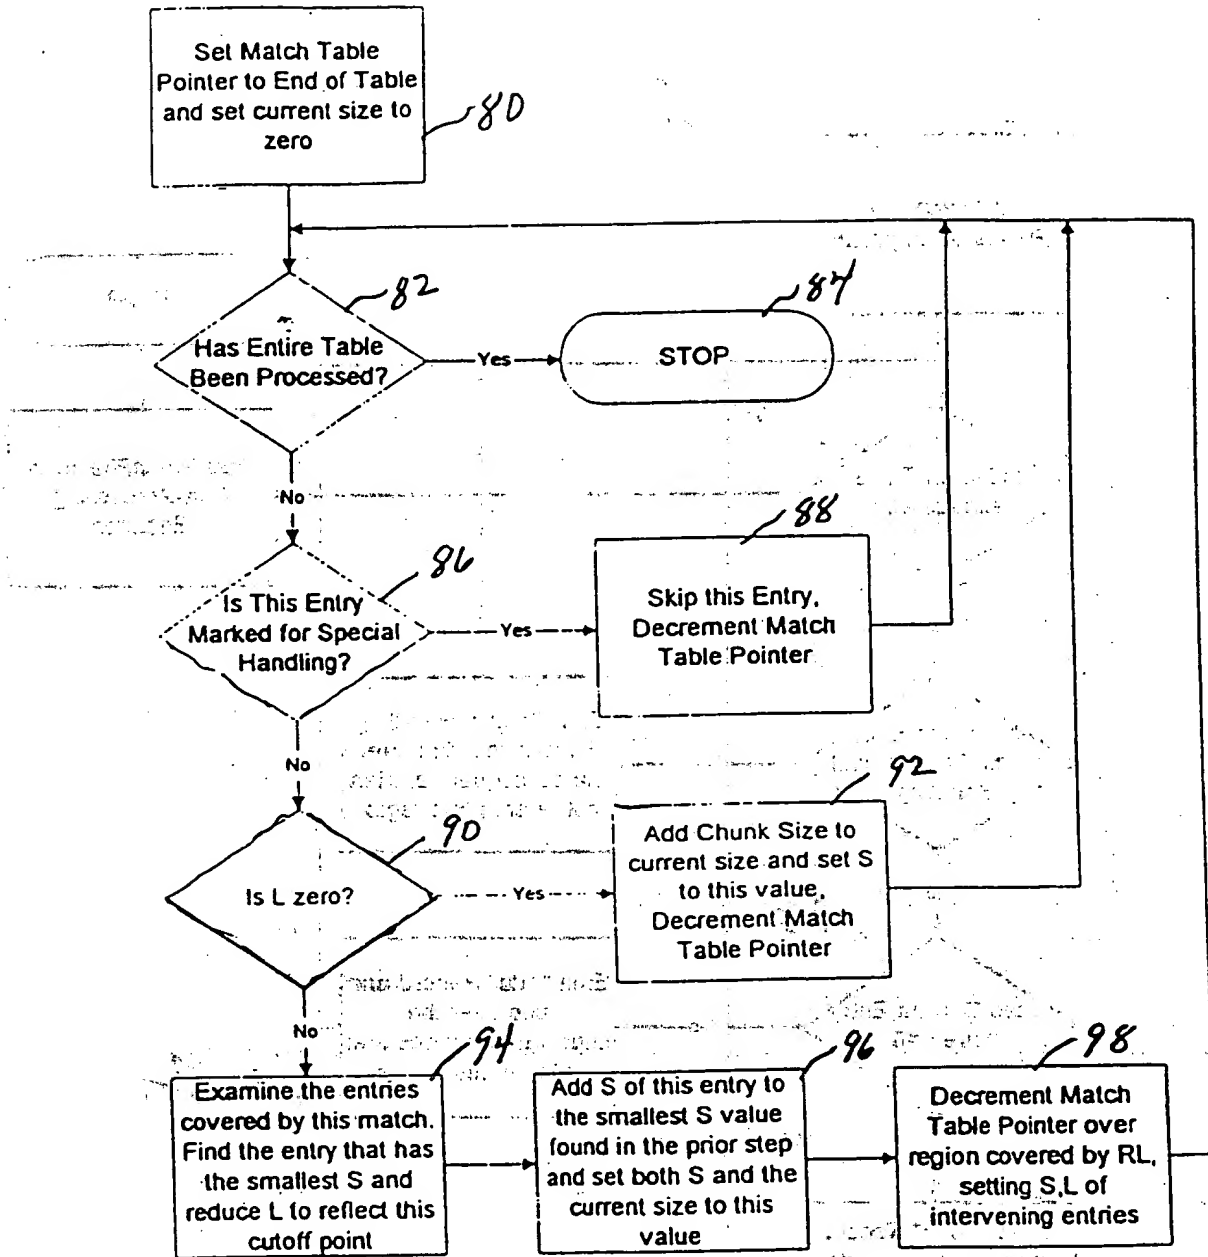 Set Match Table
Pointer to End of Table
and set current size to
zero
80
82
Has Entire Table
Been Processed?
Yes
84
STOP
No
86
Is This Entry
Marked for Special
Handling?
Yes
88
Skip this Entry,
Decrement Match
Table Pointer
No
90
Is L zero?
Yes
92
Add Chunk Size to
current size and set S
to this value,
Decrement Match
Table Pointer
No
94
Examine the entries
covered by this match.
Find the entry that has
the smallest S and
reduce L to reflect this
cutoff point
96
Add S of this entry to
the smallest S value
found in the prior step
and set both S and the
current size to this
value
98
Decrement Match
Table Pointer over
region covered by RL,
setting S,L of
intervening entries